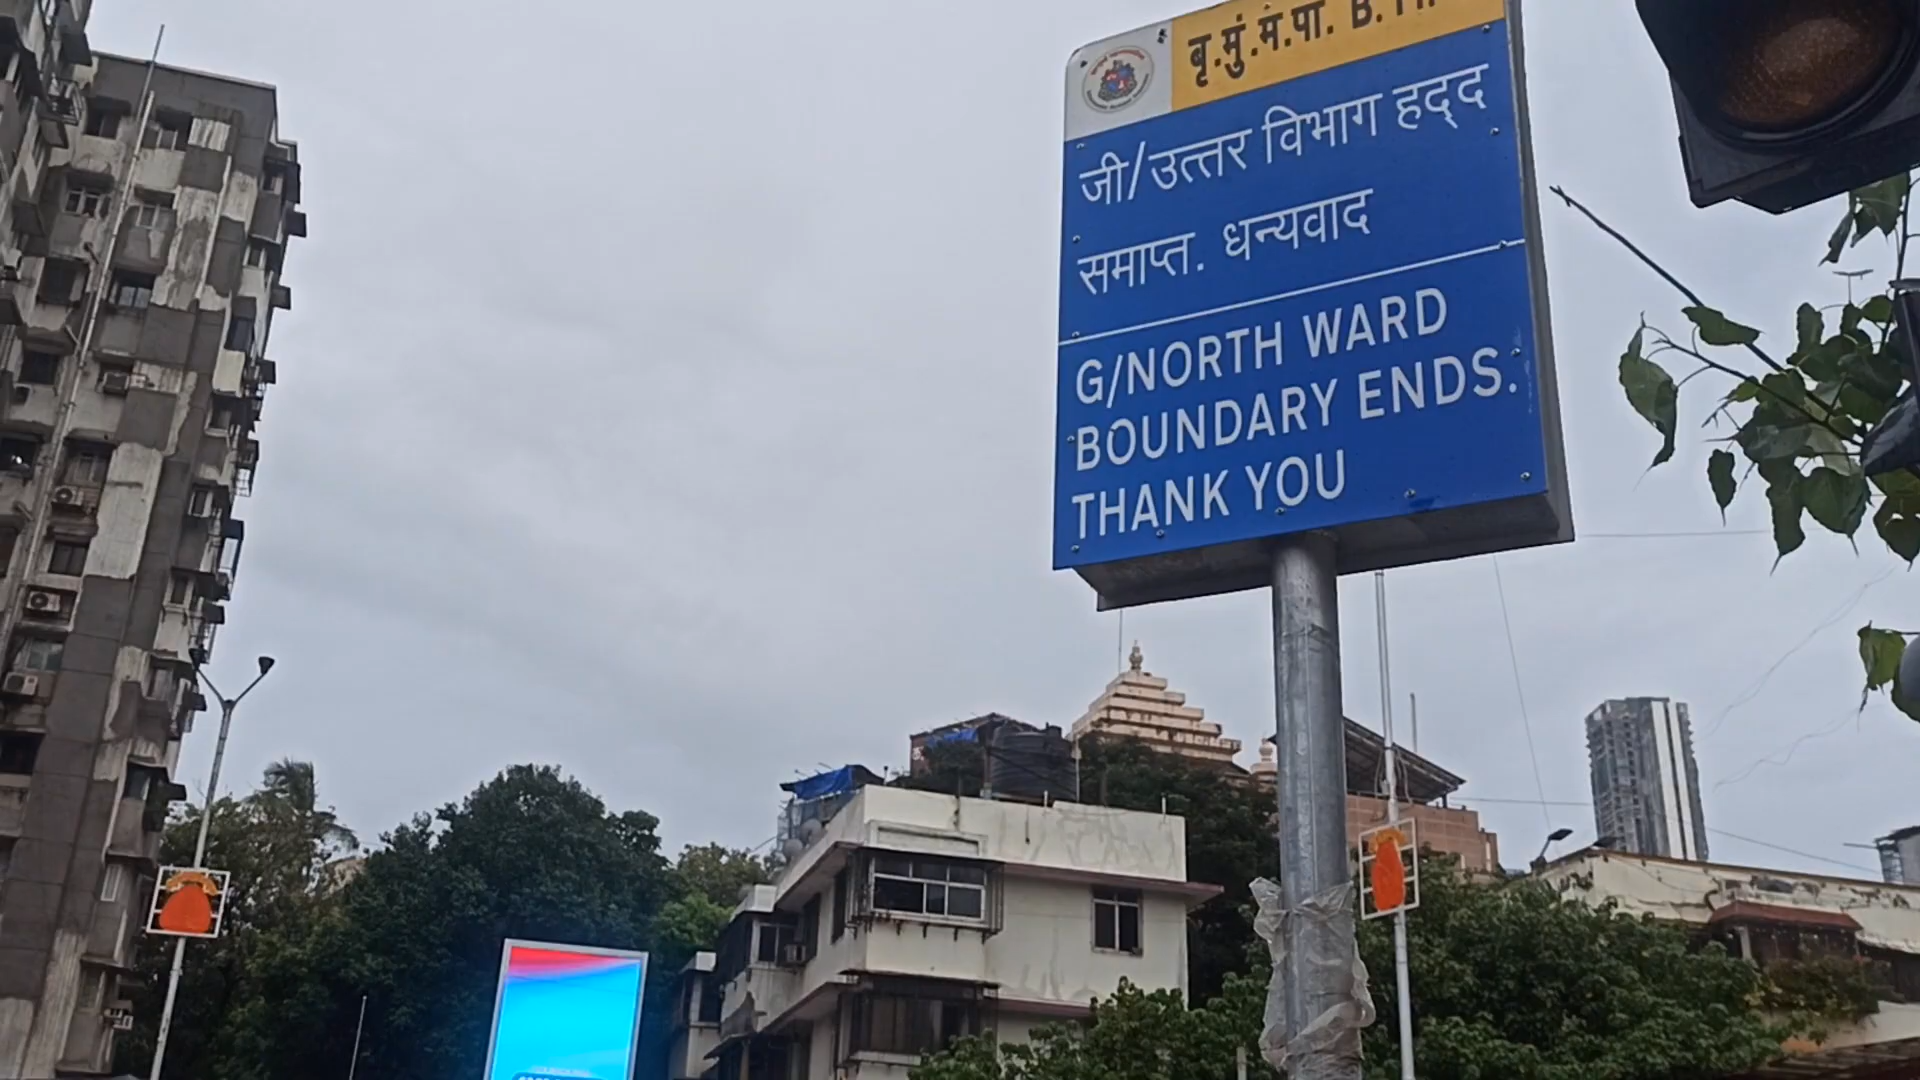 बृ.मुं.म.पा.
जी/उत्तर विभाग हद्द
समाप्त. धन्यवाद
G/NORTH WARD
BOUNDARY ENDS.
THANK YOU